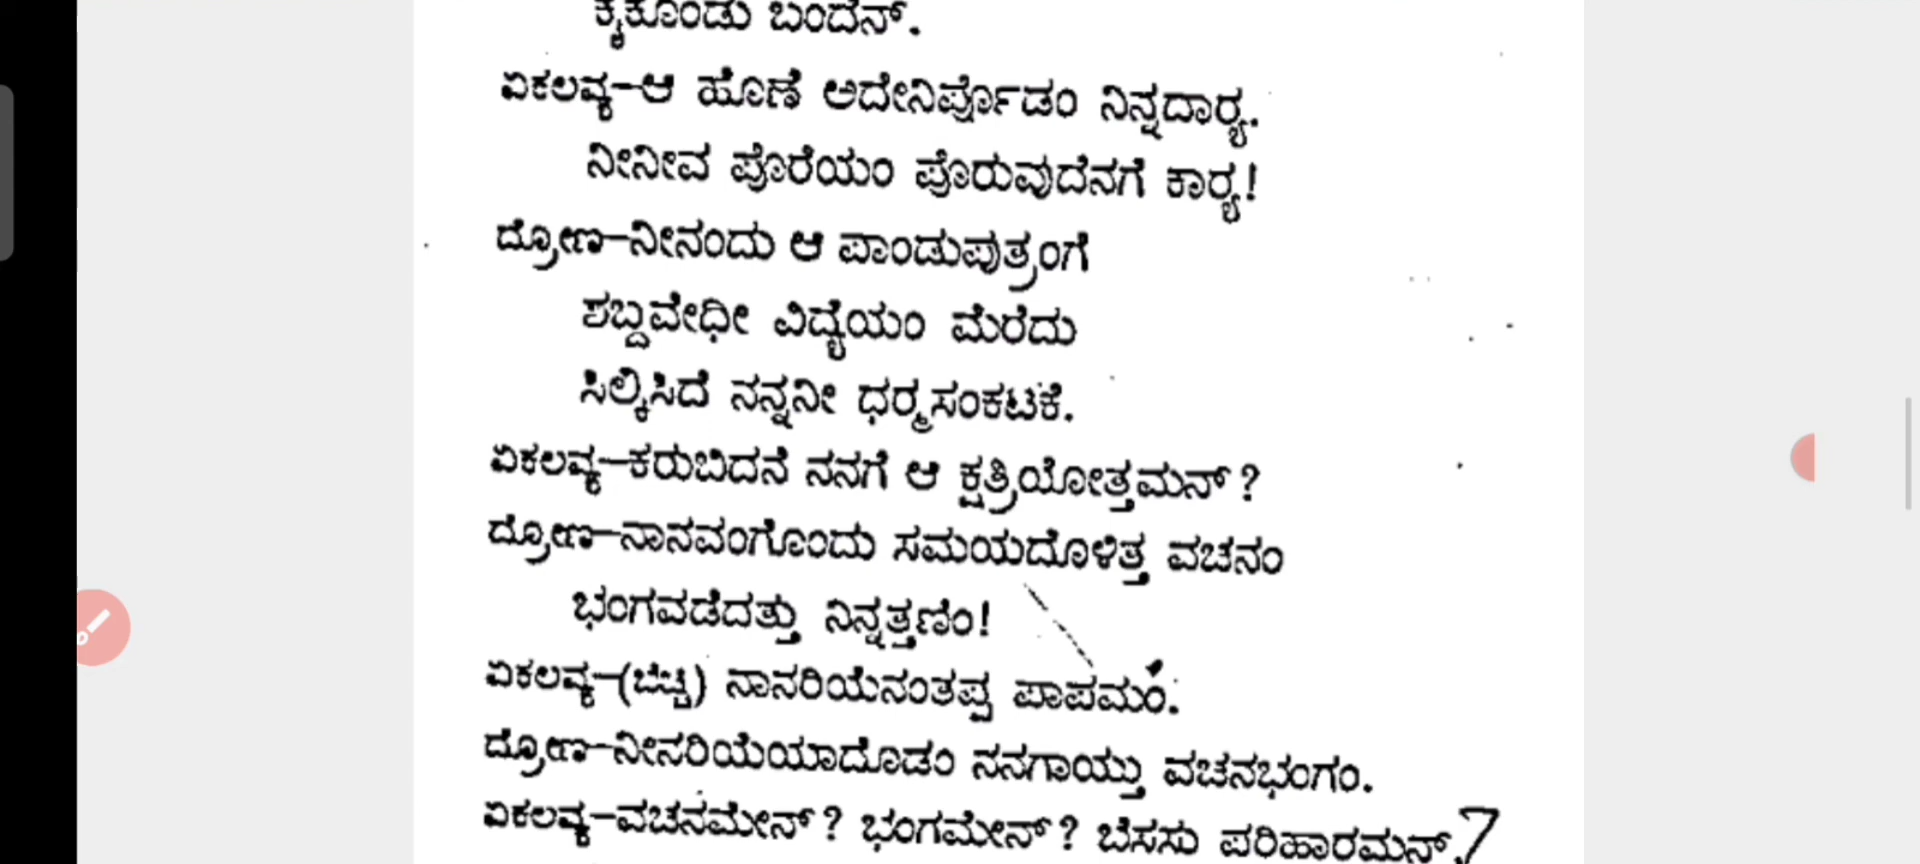 ಕೈಕೊಂಡು ಬಂದೆನ್.
ಏಕಲವ್ಯ—ಆ ಹೊಣೆ ಅದೇನಿರ್ಪೊಡಂ ನಿನ್ನದಾರ‍್ಯ.
ನೀನೀವ ಪೊರೆಯಂ ಪೊರುವುದೆನಗೆ ಕಾರ‍್ಯ!
ದ್ರೋಣ—ನೀನಂದು ಆ ಪಾಂಡುಪುತ್ರಂಗೆ
ಶಬ್ದವೇಧೀ ವಿದ್ಯೆಯಂ ಮೆರೆದು
ಸಿಲ್ಕಿಸಿದೆ ನನ್ನನೀ ಧರ‍್ಮಸಂಕಟಕೆ.
ಏಕಲವ್ಯ—ಕರುಬಿದನೆ ನನಗೆ ಆ ಕ್ಷತ್ರಿಯೋತ್ತಮನ್?
ದ್ರೋಣ—ನಾನವಂಗೊಂದು ಸಮಯದೊಳಿತ್ತ ವಚನಂ
ಭಂಗವಡೆದತ್ತು ನಿನ್ನತ್ತಣಿಂ!
ಏಕಲವ್ಯ—(ಬೆಚ್ಚಿ) ನಾನರಿಯೆನಂತಪ್ಪ ಪಾಪಮಂ.
ದ್ರೋಣ—ನೀನರಿಯೆಯಾದೊಡಂ ನನಗಾಯ್ತು ವಚನಭಂಗಂ.
ಏಕಲವ್ಯ—ವಚನಮೇನ್? ಭಂಗಮೇನ್? ಬೆಸಸು ಪರಿಹಾರಮನ್. 7